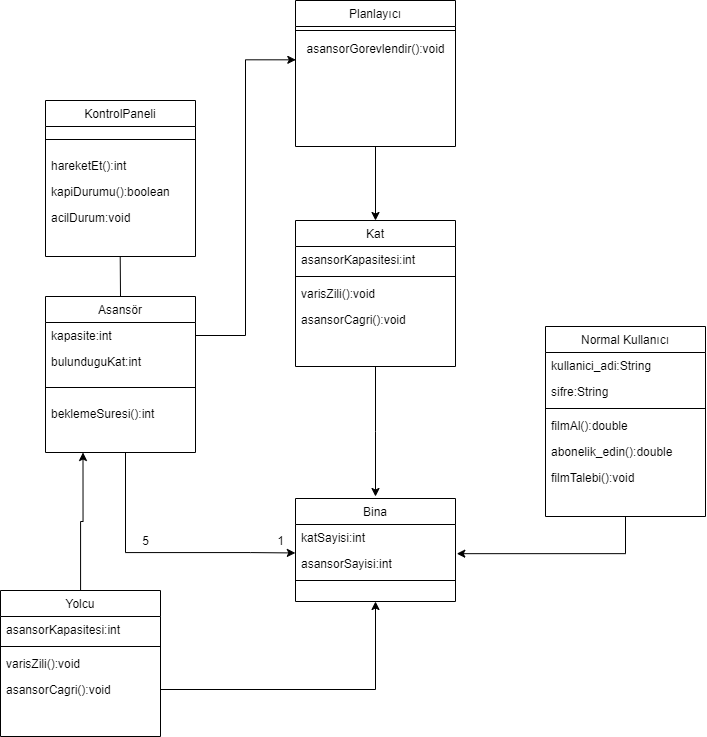 Planlayıcı
asansorGorevlendir():void
KontrolPaneli
hareketEt():int
kapiDurumu():boolean
acilDurum:void
Kat
asansorKapasitesi:int
varisZili():void
asansorCagri():void
Asansör
kapasite:int
bulunduguKat:int
beklemeSuresi():int
Normal Kullanıcı
kullanici_adi:String
sifre:String
filmAl():double
abonelik_edin():double
filmTalebi():void
5
1
Bina
katSayisi:int
asansorSayisi:int
Yolcu
asansorKapasitesi:int
varisZili():void
asansorCagri():void